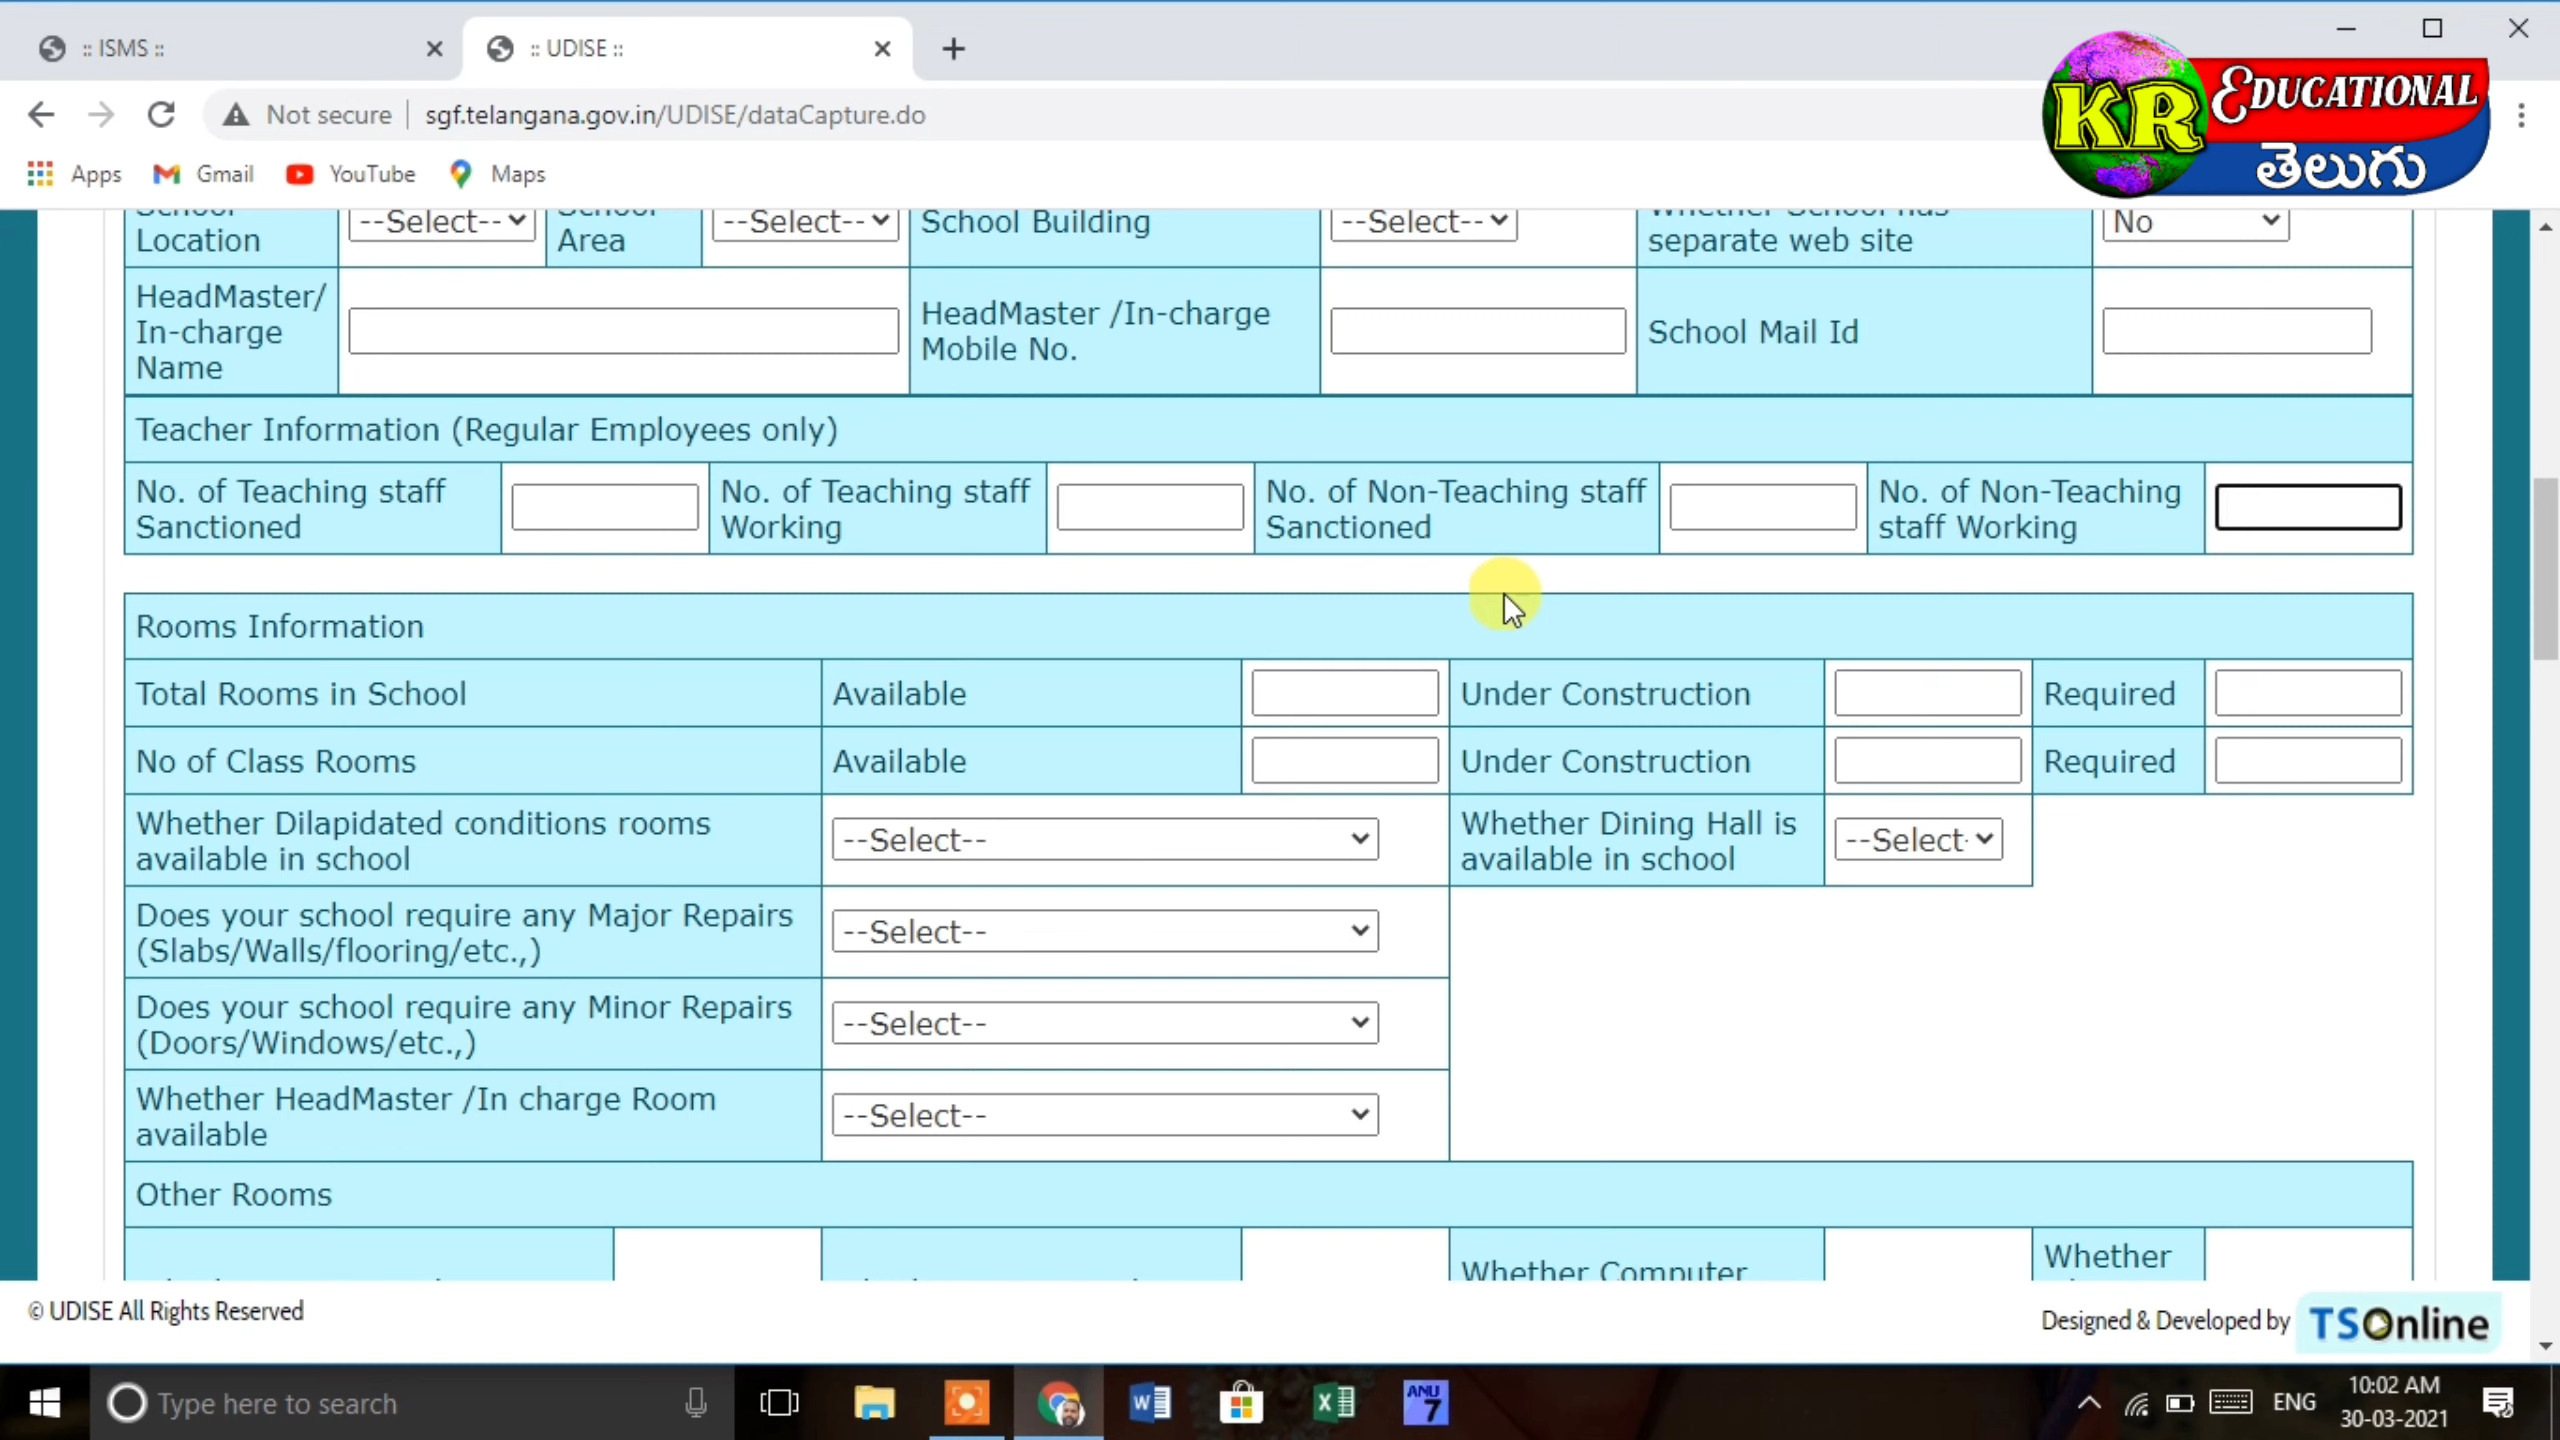 :: ISMS ::
:: UDISE ::
Not secure
sgf.telangana.gov.in/UDISE/dataCapture.do
KR EDUCATIONAL
తెలుగు
Apps
Gmail
YouTube
Maps
School Location
--Select--
School Area
--Select--
School Building
--Select--
Whether School has separate web site
No
HeadMaster/
In-charge
Name
HeadMaster /In-charge
Mobile No.
School Mail Id
Teacher Information (Regular Employees only)
No. of Teaching staff
Sanctioned
No. of Teaching staff
Working
No. of Non-Teaching staff
Sanctioned
No. of Non-Teaching
staff Working
Rooms Information
Total Rooms in School
Available
Under Construction
Required
No of Class Rooms
Available
Under Construction
Required
Whether Dilapidated conditions rooms
available in school
--Select--
Whether Dining Hall is
available in school
--Select-
Does your school require any Major Repairs
(Slabs/Walls/flooring/etc.,)
--Select--
Does your school require any Minor Repairs
(Doors/Windows/etc.,)
--Select--
Whether HeadMaster /In charge Room
available
--Select--
Other Rooms
Whether Computer
Whether
© UDISE All Rights Reserved
Designed & Developed by TSOnline
Type here to search
ANU
7
ENG
10:02 AM
30-03-2021